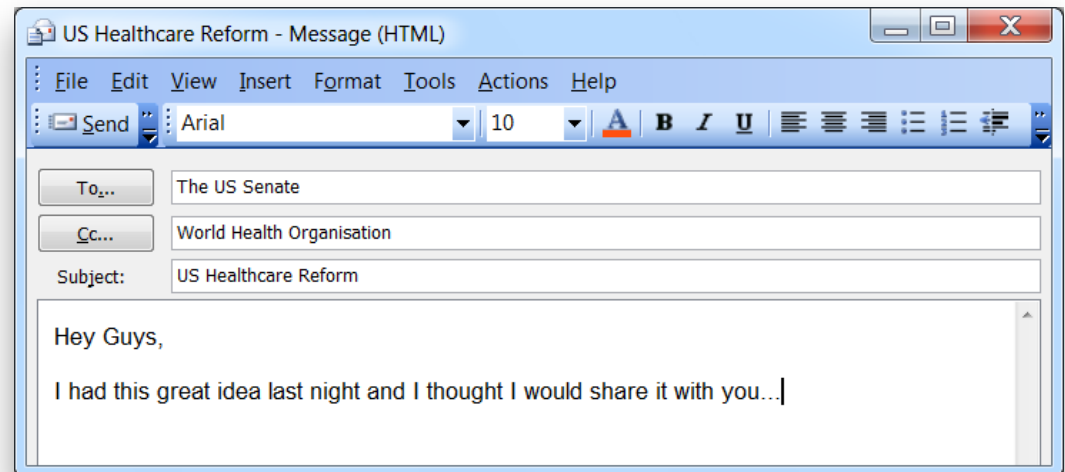 US Healthcare Reform - Message (HTML)
File Edit View Insert Format Tools Actions Help
Send Arial 10 A B I U
To... The US Senate
Cc... World Health Organisation
Subject: US Healthcare Reform
Hey Guys,
I had this great idea last night and I thought I would share it with you...